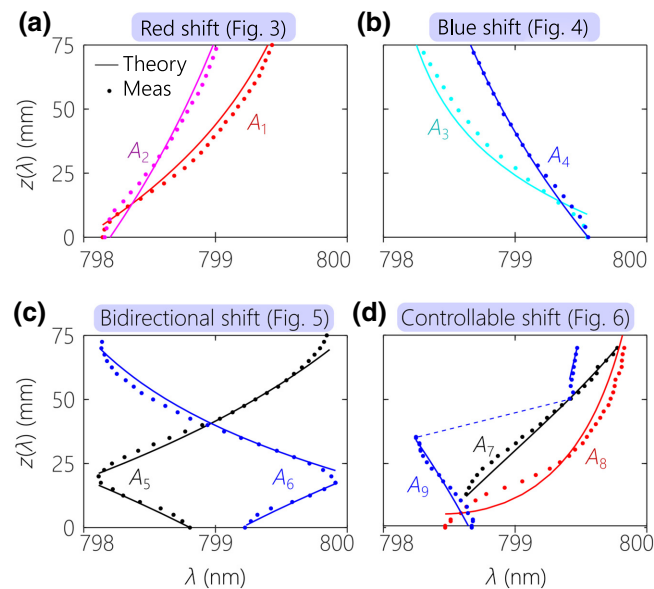 (a) Red shift (Fig. 3)
75
50
25
0
z(λ) (mm)
Theory
Meas
A2
A1
798 799 800
(b) Blue shift (Fig. 4)
A3
A4
798 799 800
(c) Bidirectional shift (Fig. 5)
75
50
25
0
z(λ) (mm)
A5
A6
798 799 800
λ (nm)
(d) Controllable shift (Fig. 6)
A7
A8
A9
798 799 800
λ (nm)